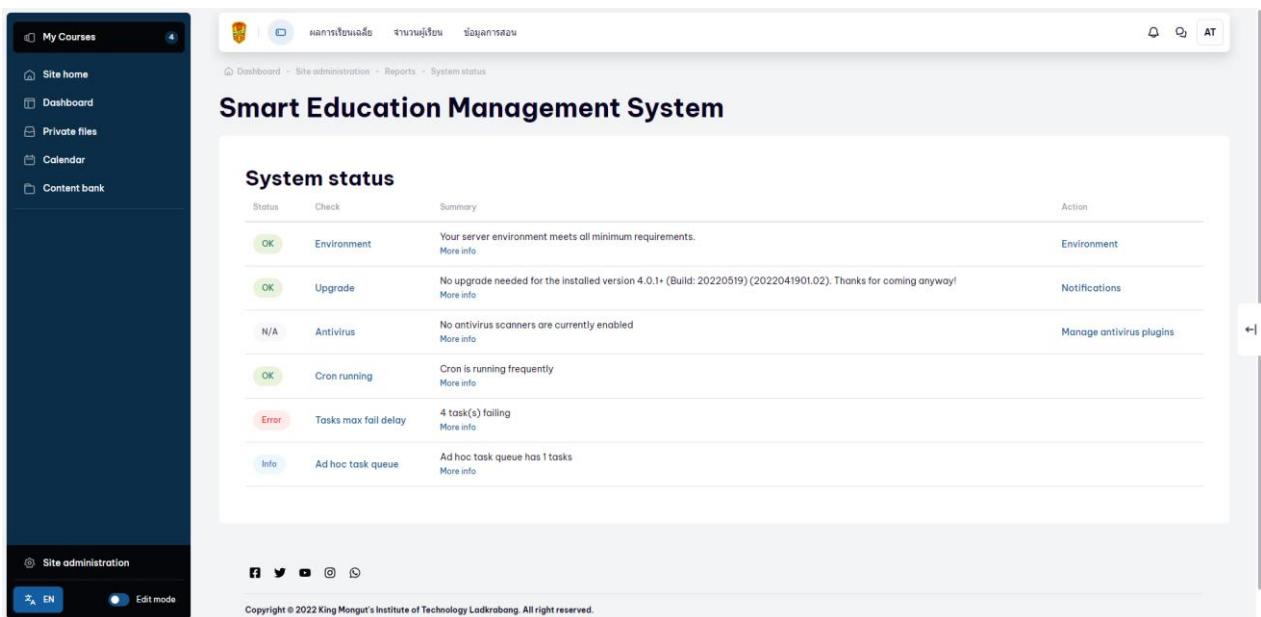 My Courses 4
Site home
Dashboard
Private files
Calendar
Content bank
Site administration
EN Edit mode
ผลการเรียนเฉลี่ย จำนวนผู้เรียน ข้อมูลการสอน AT
Dashboard - Site administration - Reports - System status
Smart Education Management System
System status
Status Check Summary Action
OK Environment Your server environment meets all minimum requirements. Environment
More info
OK Upgrade No upgrade needed for the installed version 4.0.1+ (Build: 20220519) (2022041901.02). Thanks for coming anyway! Notifications
More info
N/A Antivirus No antivirus scanners are currently enabled Manage antivirus plugins
More info
OK Cron running Cron is running frequently
More info
Error Tasks max fail delay 4 task(s) failing
More info
Info Ad hoc task queue Ad hoc task queue has 1 tasks
More info
Copyright © 2022 King Mongut's Institute of Technology Ladkrabang. All right reserved.